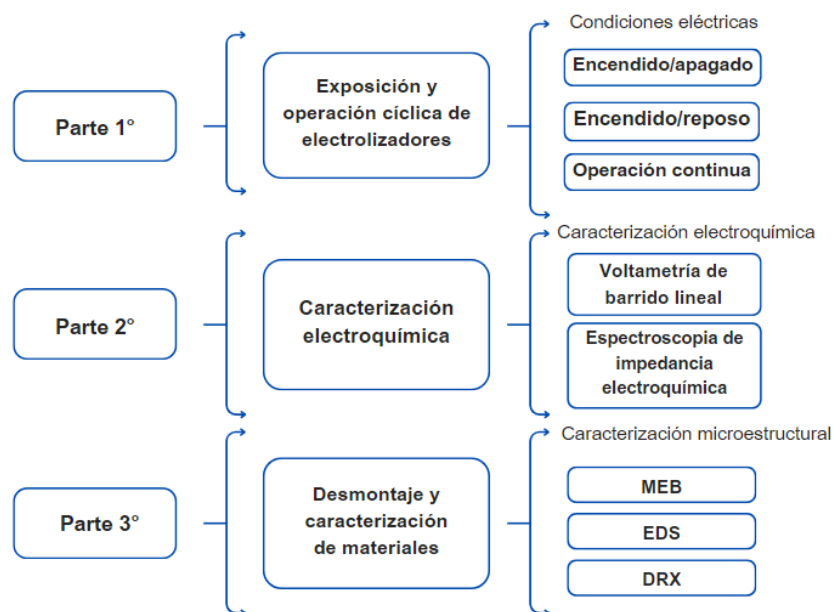 Parte 1°
Exposición y
operación cíclica de
electrolizadores
Condiciones eléctricas
Encendido/apagado
Encendido/reposo
Operación continua
Parte 2°
Caracterización
electroquímica
Caracterización electroquímica
Voltametría de
barrido lineal
Espectroscopia de
impedancia
electroquímica
Parte 3°
Desmontaje y
caracterización
de materiales
Caracterización microestructural
MEB
EDS
DRX